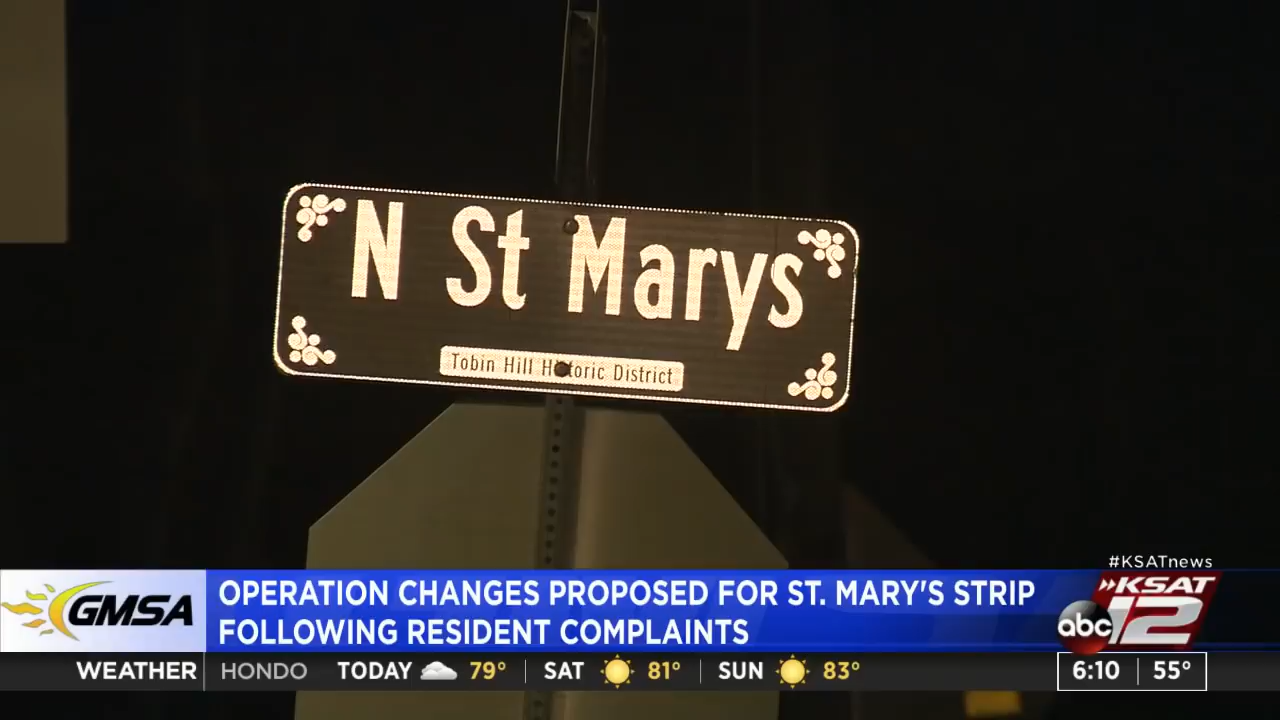 N St Marys
Tobin Hill Historic District
#KSATnews
GMSA
OPERATION CHANGES PROPOSED FOR ST. MARY'S STRIP
FOLLOWING RESIDENT COMPLAINTS
abc KSAT 12
WEATHER HONDO TODAY 79° SAT 81° SUN 83° 6:10 55°